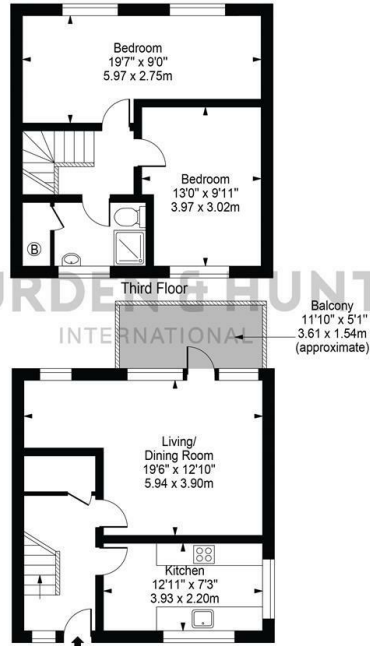 Bedroom
19'7" x 9'0"
5.97 x 2.75m
Bedroom
13'0" x 9'11"
3.97 x 3.02m
B
Third Floor
URDEN & HUNT
INTERNATIONAL
Balcony
11'10" x 5'1"
3.61 x 1.54m
(approximate)
Living/
Dining Room
19'6" x 12'10"
5.94 x 3.90m
Kitchen
12'11" x 7'3"
3.93 x 2.20m